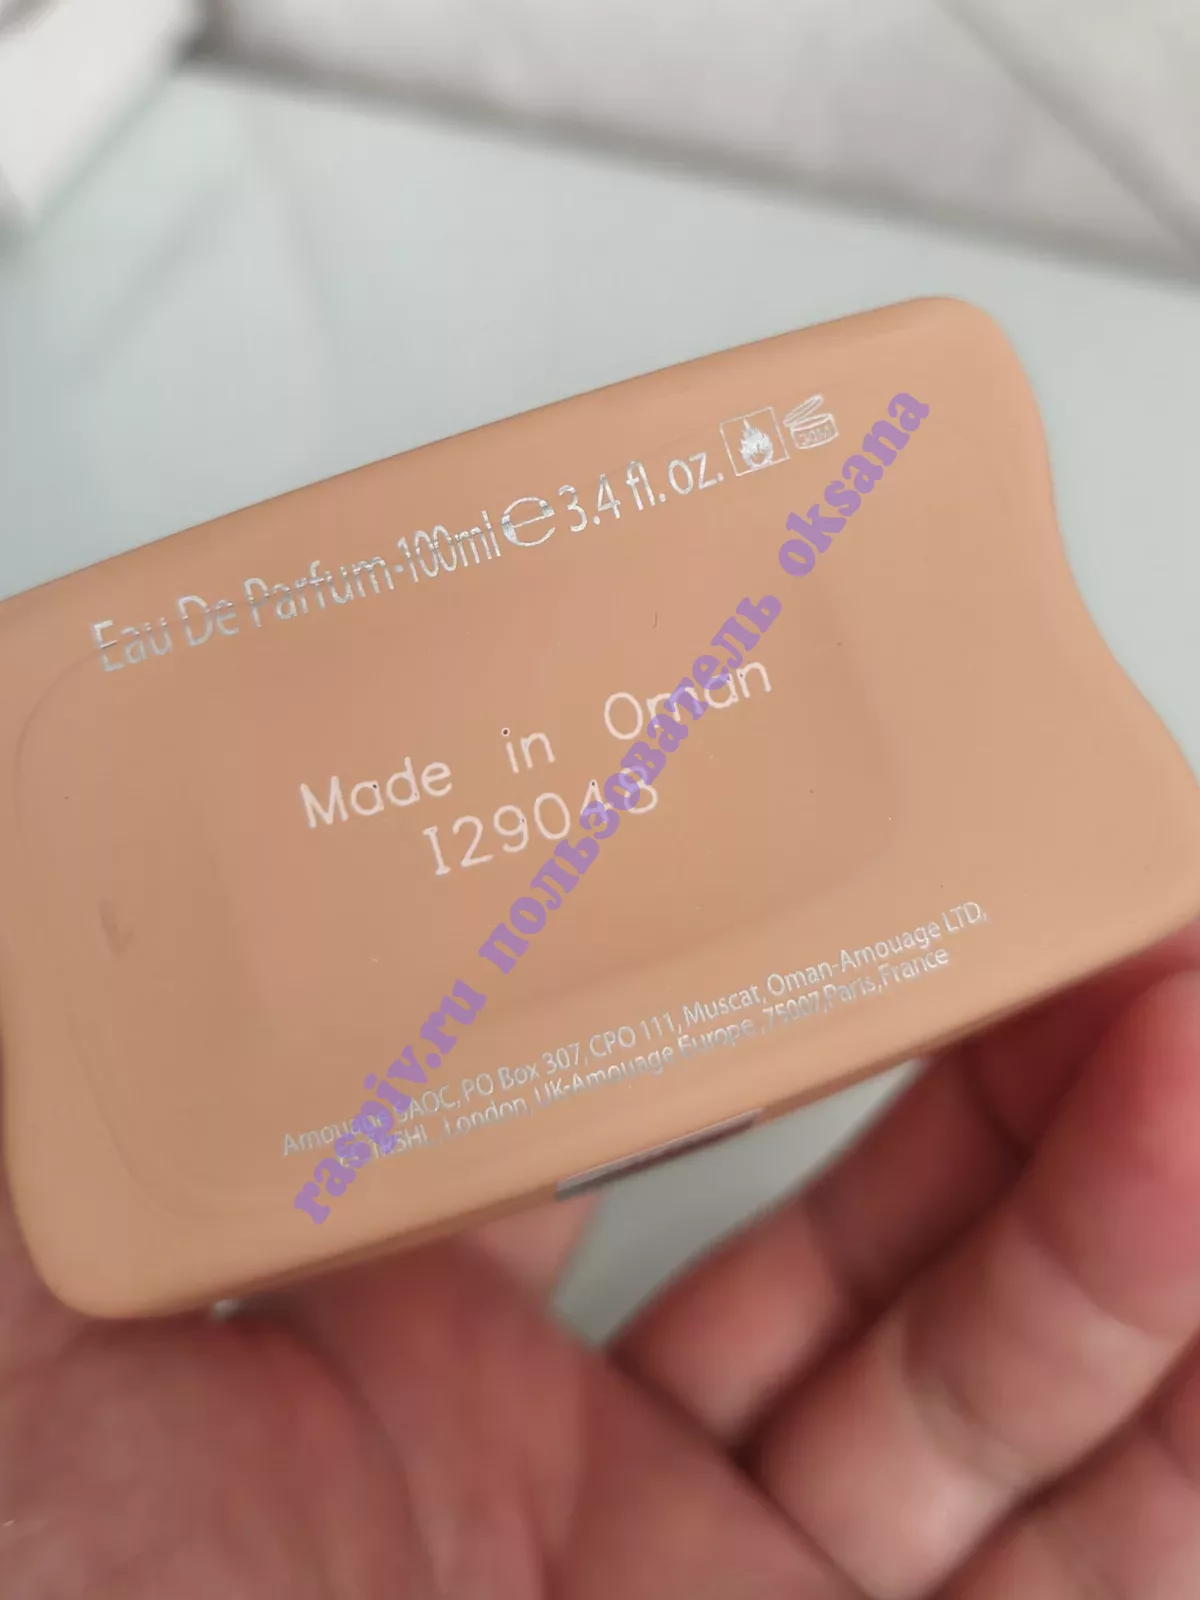 Eau De Parfum-100ml e 3.4 fl. oz.
Made in Oman
I29048
Amouage SAOC, PO Box 307, CPO 111, Muscat, Oman-Amouage LTD,
London, UK-Amouage Europe ,75007,Paris,France
raspiv.ru пользователь oksana